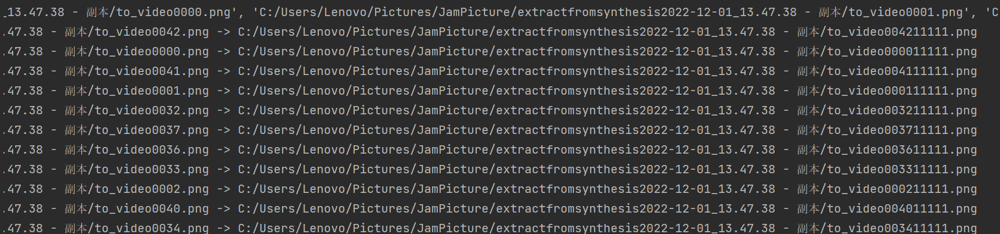 _13.47.38 - 副本/to_video0000.png', 'C:/Users/Lenovo/Pictures/JamPicture/extractfromsynthesis2022-12-01_13.47.38 - 副本/to_video0001.png', 'C
.47.38 - 副本/to_video0042.png -> C:/Users/Lenovo/Pictures/JamPicture/extractfromsynthesis2022-12-01_13.47.38 - 副本/to_video004211111.png
.47.38 - 副本/to_video0000.png -> C:/Users/Lenovo/Pictures/JamPicture/extractfromsynthesis2022-12-01_13.47.38 - 副本/to_video000011111.png
.47.38 - 副本/to_video0041.png -> C:/Users/Lenovo/Pictures/JamPicture/extractfromsynthesis2022-12-01_13.47.38 - 副本/to_video004111111.png
.47.38 - 副本/to_video0001.png -> C:/Users/Lenovo/Pictures/JamPicture/extractfromsynthesis2022-12-01_13.47.38 - 副本/to_video000111111.png
.47.38 - 副本/to_video0032.png -> C:/Users/Lenovo/Pictures/JamPicture/extractfromsynthesis2022-12-01_13.47.38 - 副本/to_video003211111.png
.47.38 - 副本/to_video0037.png -> C:/Users/Lenovo/Pictures/JamPicture/extractfromsynthesis2022-12-01_13.47.38 - 副本/to_video003711111.png
.47.38 - 副本/to_video0036.png -> C:/Users/Lenovo/Pictures/JamPicture/extractfromsynthesis2022-12-01_13.47.38 - 副本/to_video003611111.png
.47.38 - 副本/to_video0033.png -> C:/Users/Lenovo/Pictures/JamPicture/extractfromsynthesis2022-12-01_13.47.38 - 副本/to_video003311111.png
.47.38 - 副本/to_video0002.png -> C:/Users/Lenovo/Pictures/JamPicture/extractfromsynthesis2022-12-01_13.47.38 - 副本/to_video000211111.png
.47.38 - 副本/to_video0040.png -> C:/Users/Lenovo/Pictures/JamPicture/extractfromsynthesis2022-12-01_13.47.38 - 副本/to_video004011111.png
.47.38 - 副本/to_video0034.png -> C:/Users/Lenovo/Pictures/JamPicture/extractfromsynthesis2022-12-01_13.47.38 - 副本/to_video003411111.png